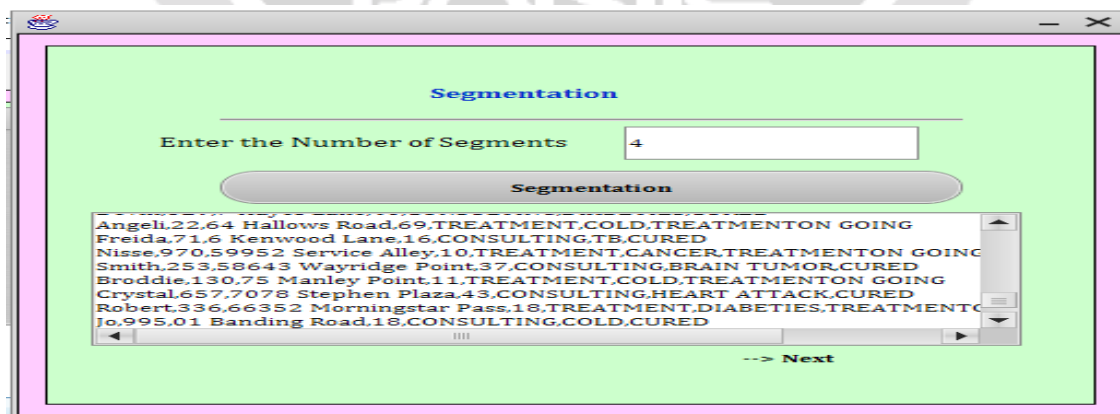 Segmentation
Enter the Number of Segments 4
Segmentation
Angeli,22,64 Hallows Road,69,TREATMENT,COLD,TREATMENTON GOING
Freida,71,6 Kenwood Lane,16,CONSULTING,TB,CURED
Nisse,970,59952 Service Alley,10,TREATMENT,CANCER,TREATMENTON GOING
Smith,253,58643 Wayridge Point,37,CONSULTING,BRAIN TUMOR,CURED
Broddie,130,75 Manley Point,11,TREATMENT,COLD,TREATMENTON GOING
Crystal,657,7078 Stephen Plaza,43,CONSULTING,HEART ATTACK,CURED
Robert,336,66352 Morningstar Pass,18,TREATMENT,DIABETIES,TREATMENTO
Jo,995,01 Banding Road,18,CONSULTING,COLD,CURED
--> Next